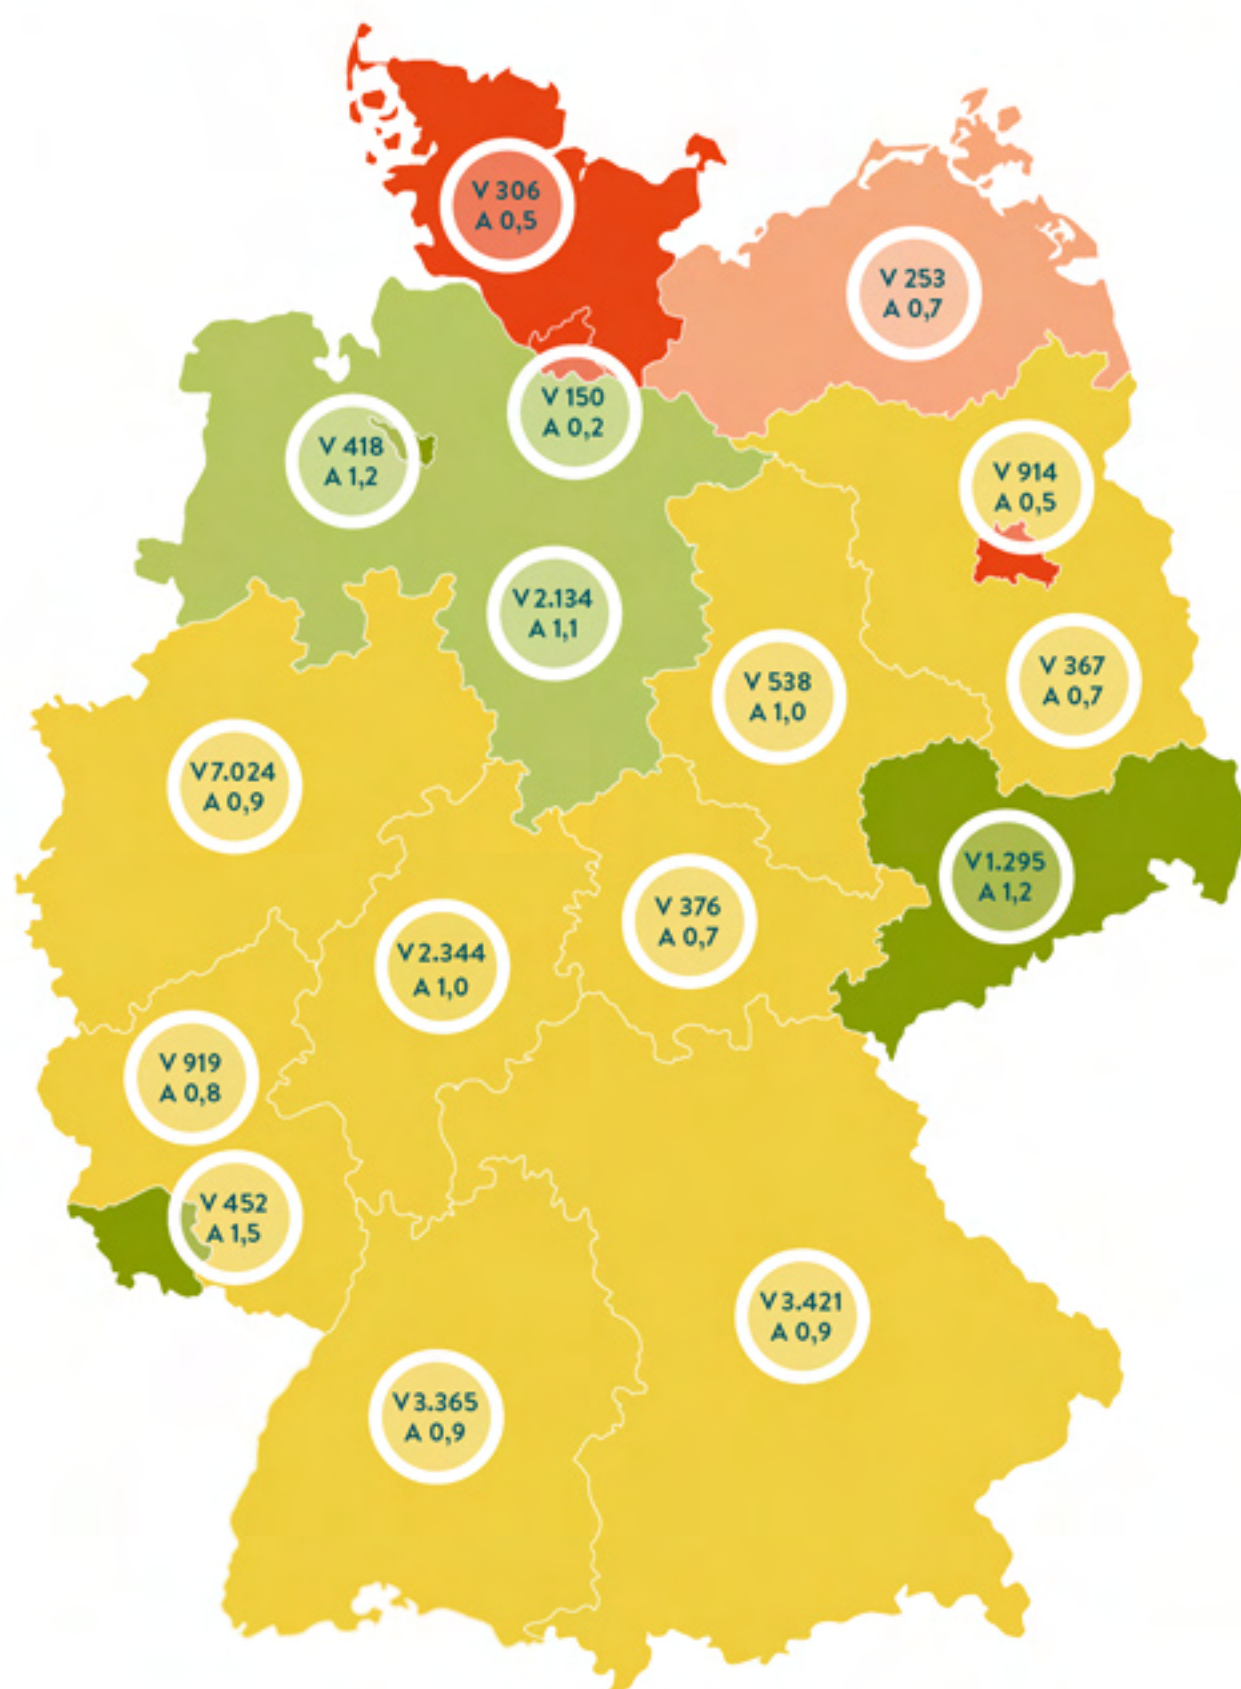 V 306
A 0,5
V 253
A 0,7
V 150
A 0,2
V 418
A 1,2
V 914
A 0,5
V 2.134
A 1,1
V 538
A 1,0
V 367
A 0,7
V 7.024
A 0,9
V 1.295
A 1,2
V 376
A 0,7
V 2.344
A 1,0
V 919
A 0,8
V 452
A 1,5
V 3.421
A 0,9
V 3.365
A 0,9